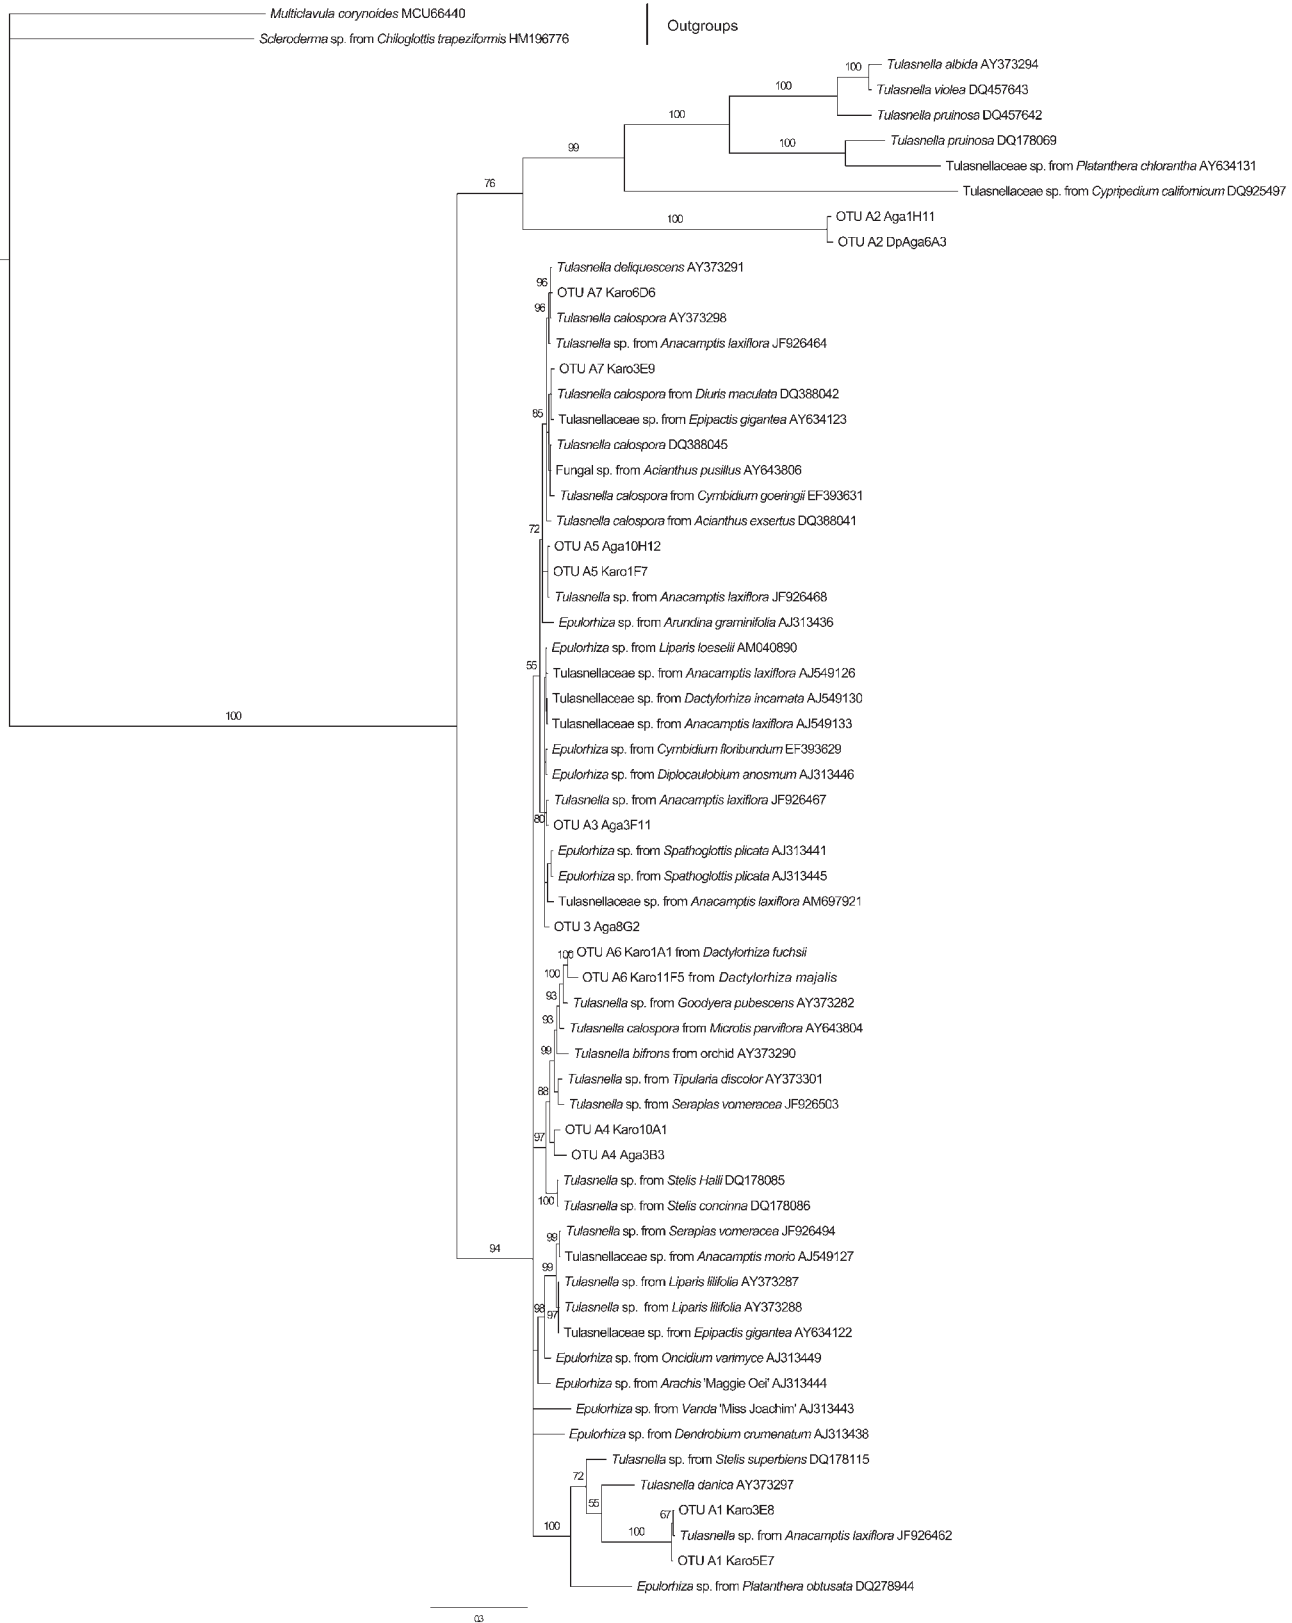 Multiclavula corynoides MCU66440
Outgroups
Scleroderma sp. from Chiloglottis trapeziformis HM196776
100
Tulasnella albida AY373294
100
Tulasnella violea DQ457643
100
Tulasnella pruinosa DQ457642
99
100
Tulasnella pruinosa DQ178069
Tulasnellaceae sp. from Platanthera chlorantha AY634131
76
Tulasnellaceae sp. from Cypripedium californicum DQ925497
100
OTU A2 Aga1H11
OTU A2 DpAga6A3
Tulasnella deliquescens AY373291
96
OTU A7 Karo6D6
96
Tulasnella calospora AY373298
Tulasnella sp. from Anacamptis laxiflora JF926464
OTU A7 Karo3E9
Tulasnella calospora from Diuris maculata DQ388042
85
Tulasnellaceae sp. from Epipactis gigantea AY634123
Tulasnella calospora DQ388045
Fungal sp. from Acianthus pusillus AY643806
Tulasnella calospora from Cymbidium goeringii EF393631
Tulasnella calospora from Acianthus exsertus DQ388041
72
OTU A5 Aga10H12
OTU A5 Karo1F7
Tulasnella sp. from Anacamptis laxiflora JF926468
Epulorhiza sp. from Arundina graminifolia AJ313436
Epulorhiza sp. from Liparis loeselii AM040890
55
Tulasnellaceae sp. from Anacamptis laxiflora AJ549126
Tulasnellaceae sp. from Dactylorhiza incarnata AJ549130
100
Tulasnellaceae sp. from Anacamptis laxiflora AJ549133
Epulorhiza sp. from Cymbidium floribundum EF393629
Epulorhiza sp. from Diplocaulobium anosmum AJ313446
Tulasnella sp. from Anacamptis laxiflora JF926467
80
OTU A3 Aga3F11
Epulorhiza sp. from Spathoglottis plicata AJ313441
Epulorhiza sp. from Spathoglottis plicata AJ313445
Tulasnellaceae sp. from Anacamptis laxiflora AM697921
OTU 3 Aga8G2
100
OTU A6 Karo1A1 from Dactylorhiza fuchsii
100
OTU A6 Karo11F5 from Dactylorhiza majalis
93
Tulasnella sp. from Goodyera pubescens AY373282
93
Tulasnella calospora from Microtis parviflora AY643804
99
Tulasnella bifrons from orchid AY373290
Tulasnella sp. from Tipularia discolor AY373301
88
Tulasnella sp. from Serapias vomeracea JF926503
OTU A4 Karo10A1
97
OTU A4 Aga3B3
Tulasnella sp. from Stelis Halli DQ178085
100
Tulasnella sp. from Stelis concinna DQ178086
Tulasnella sp. from Serapias vomeracea JF926494
99
94
Tulasnellaceae sp. from Anacamptis morio AJ549127
99
Tulasnella sp. from Liparis lilifolia AY373287
98
97
Tulasnella sp. from Liparis lilifolia AY373288
Tulasnellaceae sp. from Epipactis gigantea AY634122
Epulorhiza sp. from Oncidium varimyce AJ313449
Epulorhiza sp. from Arachis 'Maggie Oei' AJ313444
Epulorhiza sp. from Vanda 'Miss Joachim' AJ313443
Epulorhiza sp. from Dendrobium crumenatum AJ313438
Tulasnella sp. from Stelis superbiens DQ178115
72
Tulasnella danica AY373297
55
67
OTU A1 Karo3E8
100
100
Tulasnella sp. from Anacamptis laxiflora JF926462
OTU A1 Karo5E7
Epulorhiza sp. from Platanthera obtusata DQ278944
0.3